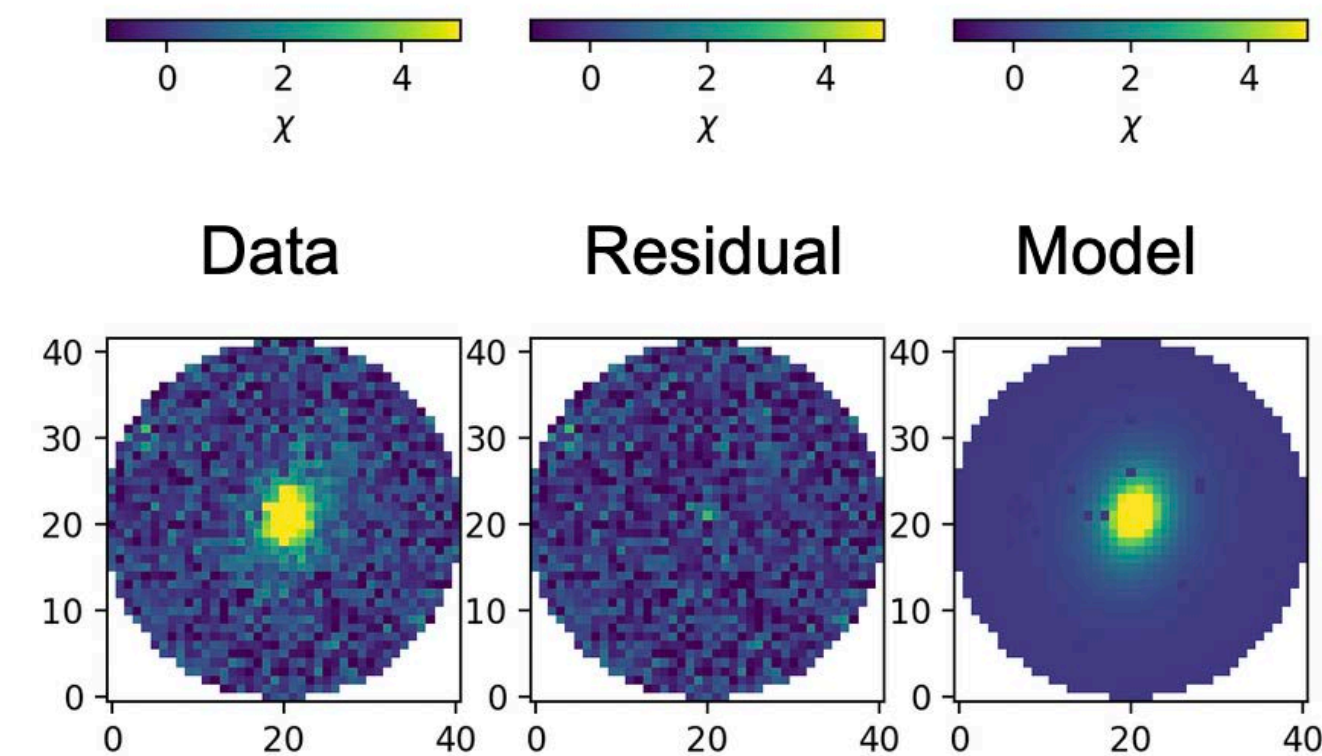 0 2 4 0 2 4 0 2 4
χ χ χ
Data Residual Model
40 40 40
30 30 30
20 20 20
10 10 10
0 0 0
0 20 40 0 20 40 0 20 40